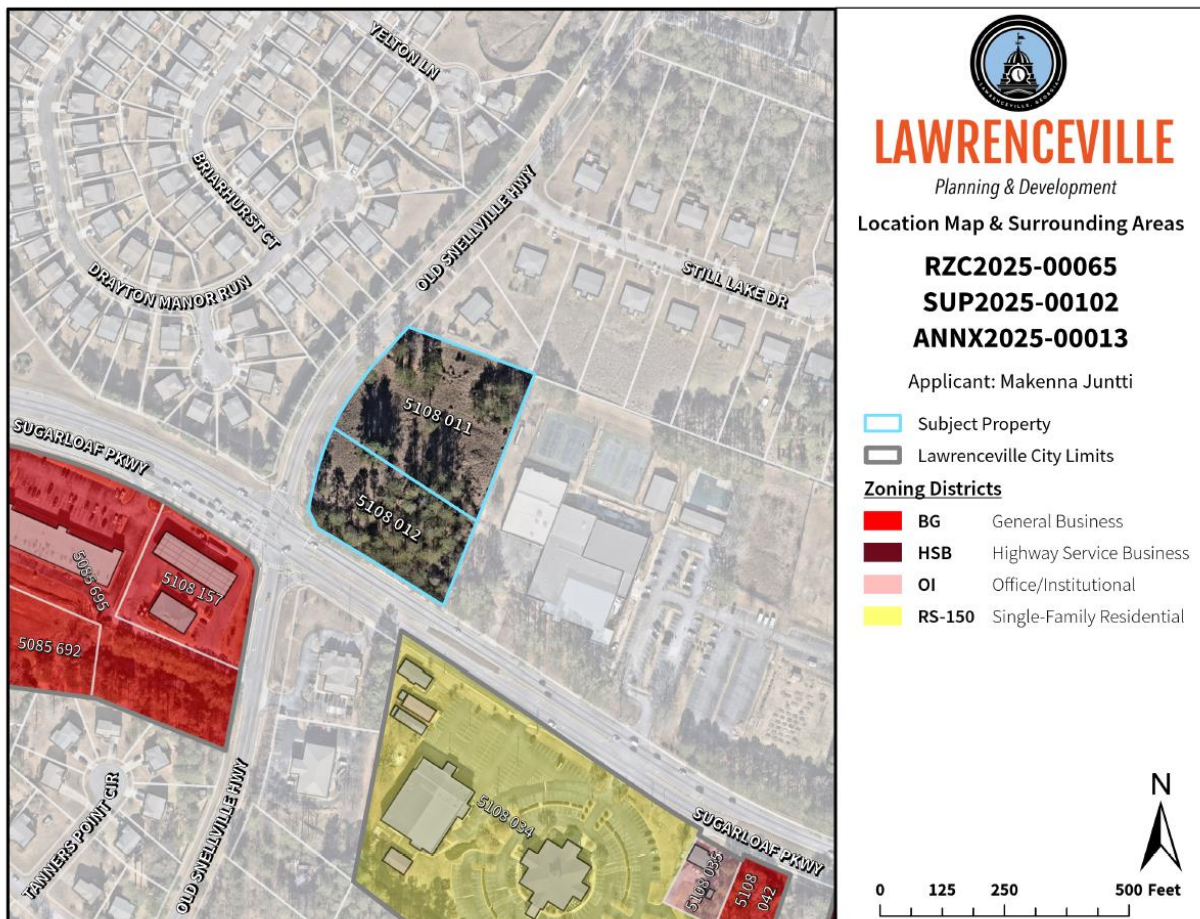 YELTON LN
BRIARHURST CT
OLD SNELLVILLE HWY
DRAYTON MANOR RUN
STILL LAKE DR
SUGARLOAF PKWY
5108 011
5108 012
5085 695
5108 157
5085 692
TANNERS POINT CIR
OLD SNELLVILLE HWY
5108 034
SUGARLOAF PKWY
5108 035
5108
042
LAWRENCEVILLE, GEORGIA
LAWRENCEVILLE
Planning & Development
Location Map & Surrounding Areas
RZC2025-00065
SUP2025-00102
ANNX2025-00013
Applicant: Makenna Juntti
Subject Property
Lawrenceville City Limits
Zoning Districts
BG General Business
HSB Highway Service Business
OI Office/Institutional
RS-150 Single-Family Residential
N
0 125 250 500 Feet